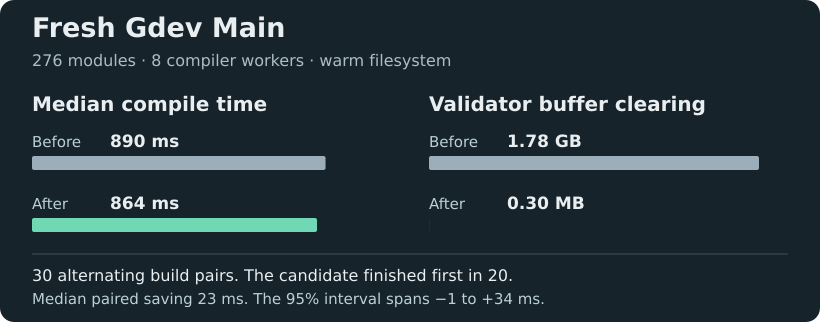 Fresh Gdev Main
276 modules · 8 compiler workers · warm filesystem
Median compile time
Before 890 ms
After 864 ms
Validator buffer clearing
Before 1.78 GB
After 0.30 MB
30 alternating build pairs. The candidate finished first in 20.
Median paired saving 23 ms. The 95% interval spans −1 to +34 ms.